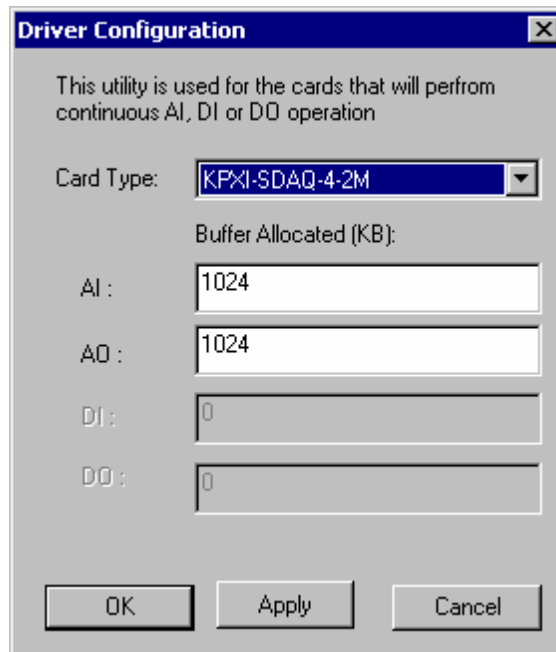 Driver Configuration
This utility is used for the cards that will perfrom
continuous AI, DI or DO operation
Card Type: KPXI-SDAQ-4-2M
Buffer Allocated (KB):
AI : 1024
AO : 1024
DI : 0
DO : 0
OK Apply Cancel